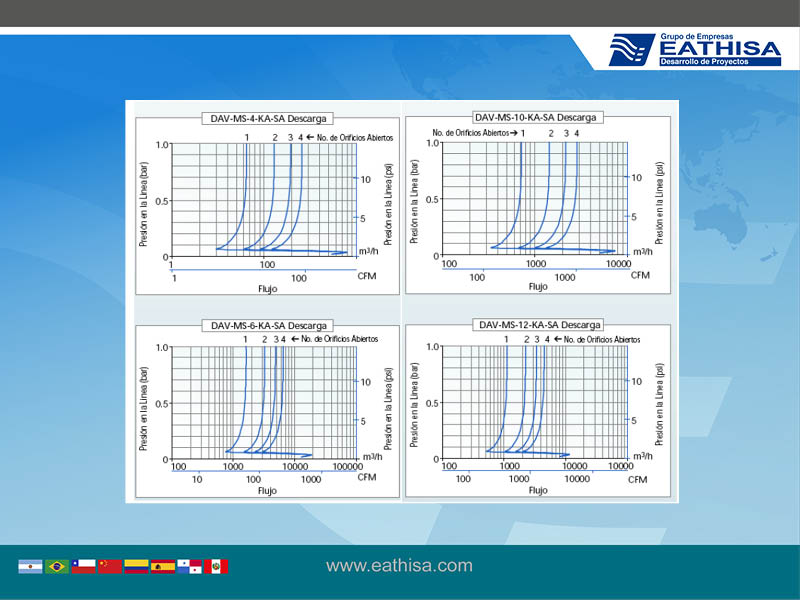 Grupo de Empresas
EATHISA
Desarrollo de Proyectos
DAV-MS-4-KA-SA Descarga
1 2 3 4 ← No. de Orificios Abiertos
1.0
0.5
0
Presión en la Línea (bar)
10
5
Presión en la Línea (psi)
m³/h
100
1 100 CFM
Flujo
DAV-MS-10-KA-SA Descarga
No. de Orificios Abiertos → 1 2 3 4
1.0
0.5
0
Presión en la Línea (bar)
10
5
Presión en la Línea (psi)
m³/h
100 1000 10000
100 1000 CFM
Flujo
DAV-MS-6-KA-SA Descarga
1 2 3 4 ← No. de Orificios Abiertos
1.0
0.5
0
Presión en la Línea (bar)
10
5
Presión en la Línea (psi)
m³/h
100 1000 10000 100000
10 100 1000 CFM
Flujo
DAV-MS-12-KA-SA Descarga
1 2 3 4 ← No. de Orificios Abiertos
1.0
0.5
0
Presión en la Línea (bar)
10
5
Presión en la Línea (psi)
m³/h
100 1000 10000 10000
100 1000 10000 CFM
Flujo
www.eathisa.com